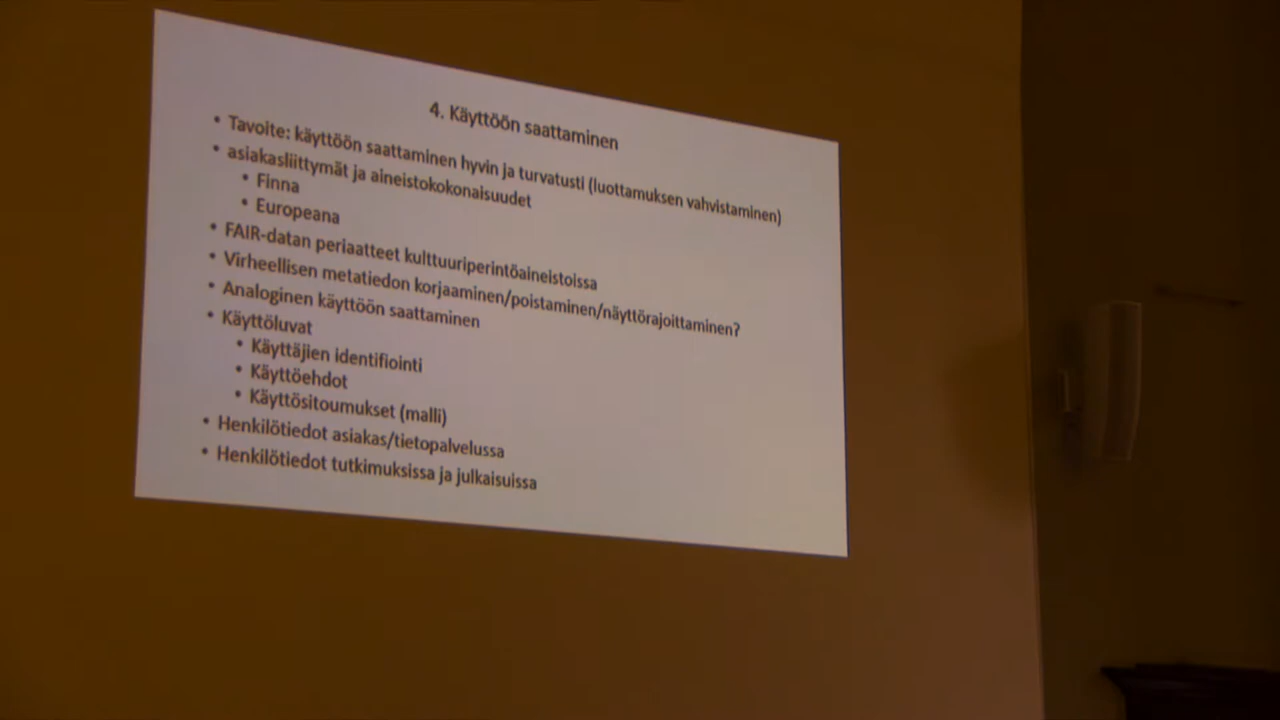 4. Käyttöön saattaminen
• Tavoite: käyttöön saattaminen hyvin ja turvatusti (luottamuksen vahvistaminen)
• asiakasliittymät ja aineistokokonaisuudet
• Finna
• Europeana
• FAIR-datan periaatteet kulttuuriperintöaineistoissa
• Virheellisen metatiedon korjaaminen/poistaminen/näyttörajoittaminen?
• Analoginen käyttöön saattaminen
• Käyttöluvat
• Käyttäjien identifiointi
• Käyttöehdot
• Käyttösitoumukset (malli)
• Henkilötiedot asiakas/tietopalvelussa
• Henkilötiedot tutkimuksissa ja julkaisuissa